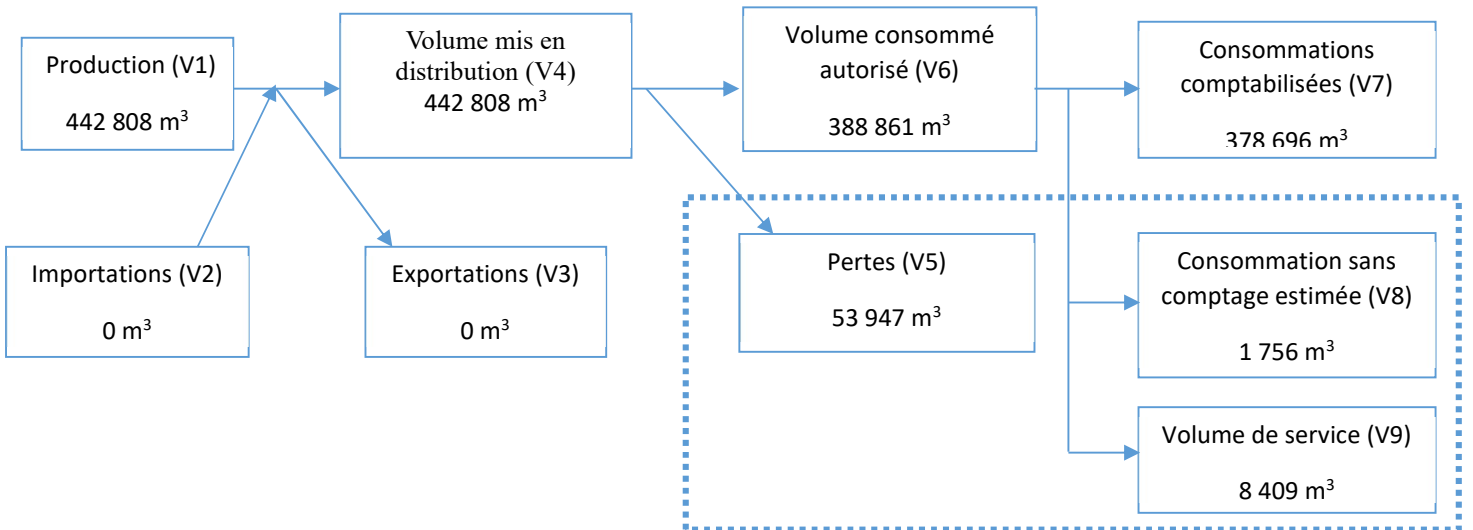 Production (V1)
442 808 m³
Volume mis en
distribution (V4)
442 808 m³
Volume consommé
autorisé (V6)
388 861 m³
Consommations
comptabilisées (V7)
378 696 m³
Importations (V2)
0 m³
Exportations (V3)
0 m³
Pertes (V5)
53 947 m³
Consommation sans
comptage estimée (V8)
1 756 m³
Volume de service (V9)
8 409 m³